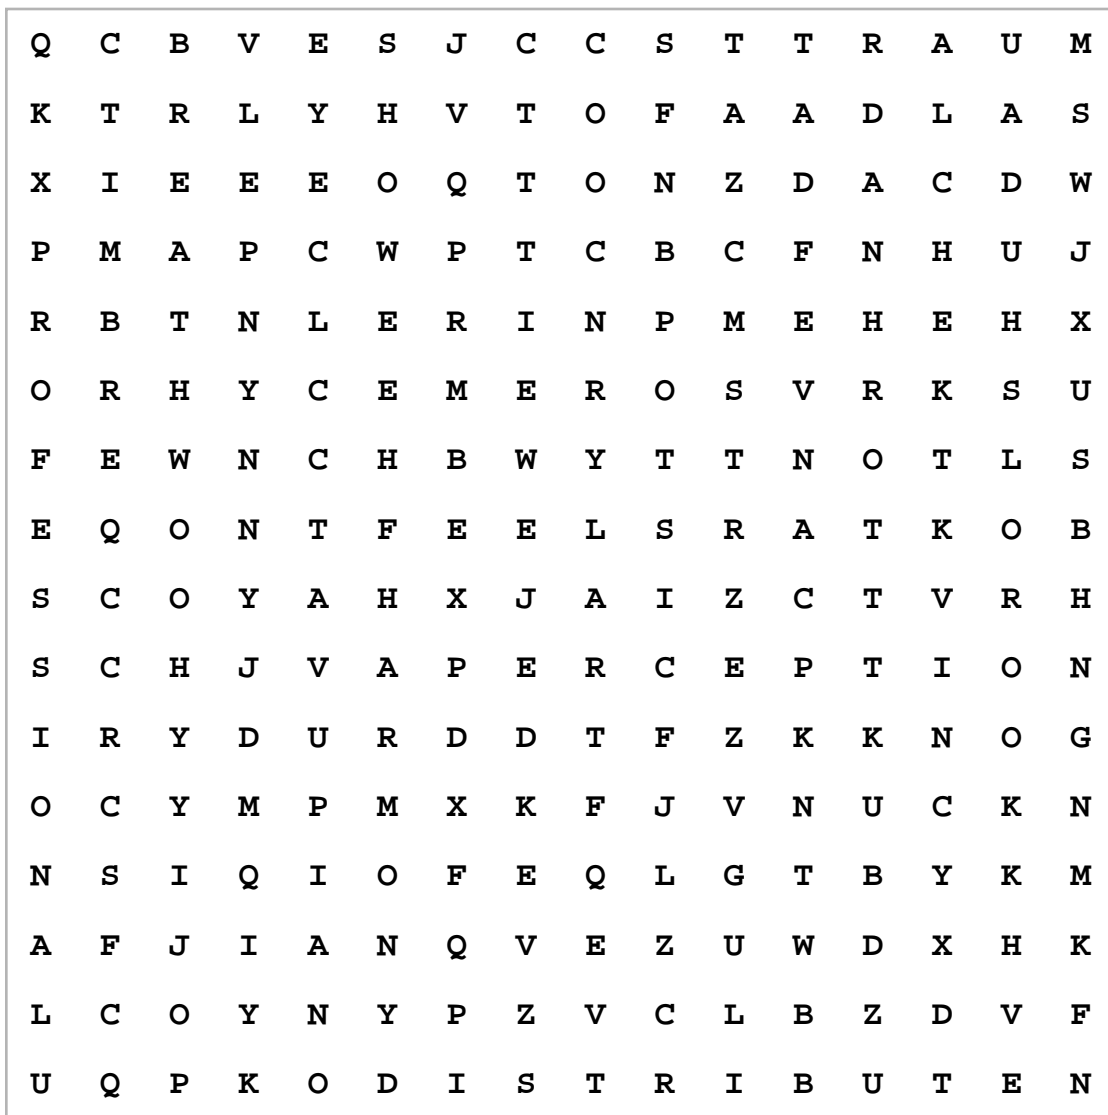 Q C B V E S J C C S T T R A U M
K T R L Y H V T O F A A D L A S
X I E E E O Q T O N Z D A C D W
P M A P C W P T C B C F N H U J
R B T N L E R I N P M E H E H X
O R H Y C E M E R O S V R K S U
F E W N C H B W Y T T N O T L S
E Q O N T F E E L S R A T K O B
S C O Y A H X J A I Z C T V R H
S C H J V A P E R C E P T I O N
I R Y D U R D D T F Z K K N O G
O C Y M P M X K F J V N U C K N
N S I Q I O F E Q L G T B Y K M
A F J I A N Q V E Z U W D X H K
L C O Y N Y P Z V C L B Z D V F
U Q P K O D I S T R I B U T E N